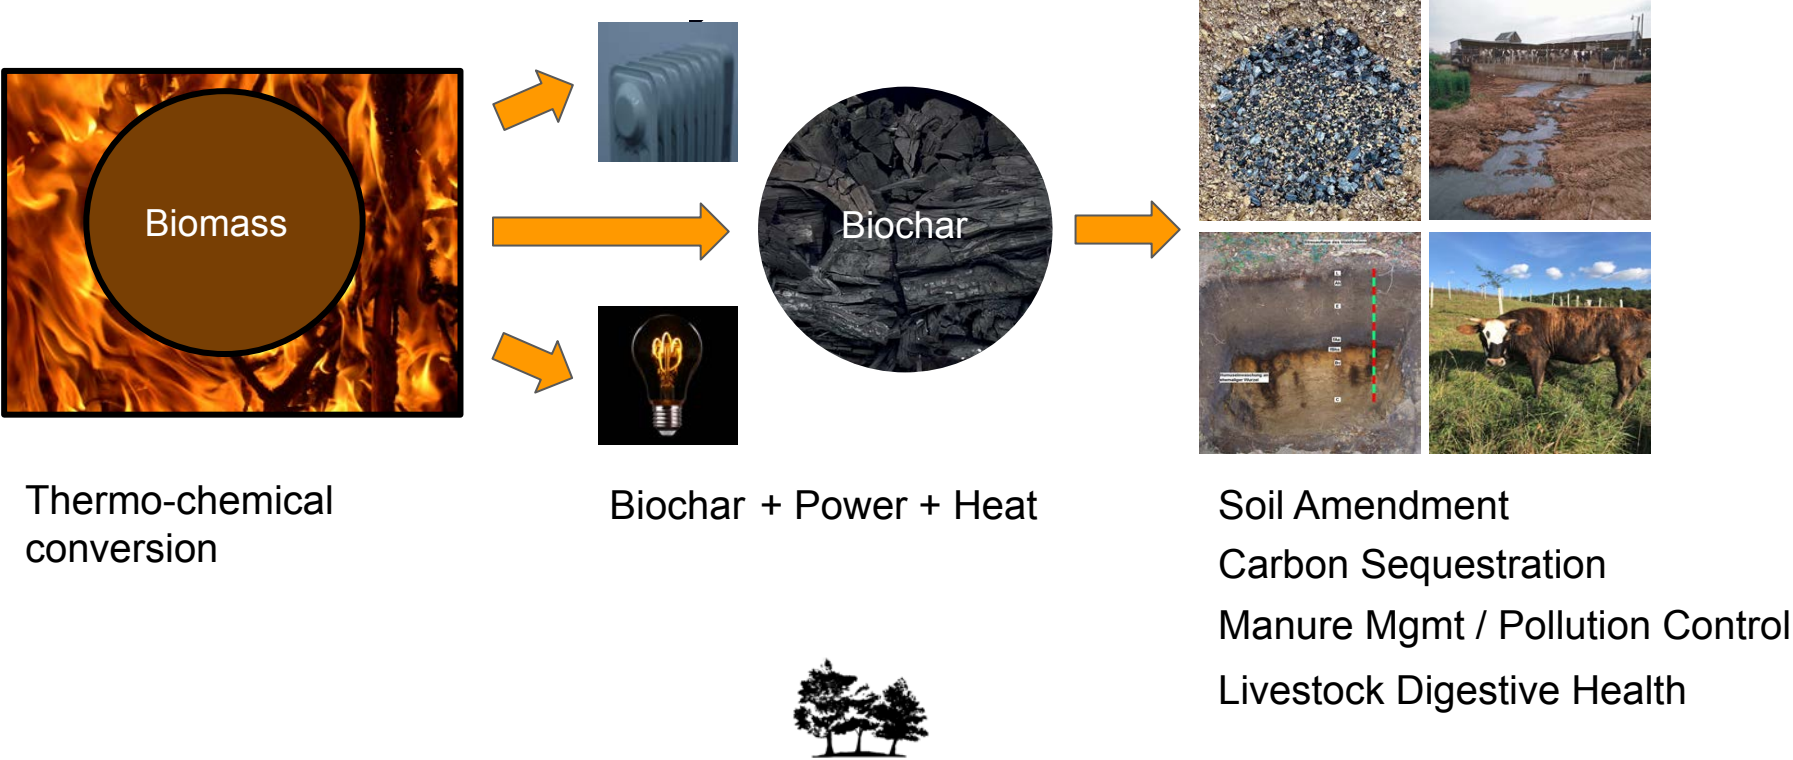 Biomass
Biochar
Thermo-chemical
conversion
Biochar + Power + Heat
Soil Amendment
Carbon Sequestration
Manure Mgmt / Pollution Control
Livestock Digestive Health
L
E
C